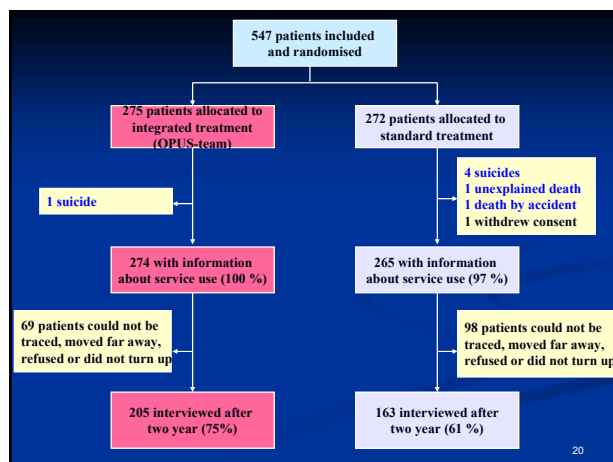 547 patients included
and randomised
275 patients allocated to
integrated treatment
(OPUS-team)
272 patients allocated to
standard treatment
1 suicide
4 suicides
1 unexplained death
1 death by accident
1 withdrew consent
274 with information
about service use (100 %)
265 with information
about service use (97 %)
69 patients could not be
traced, moved far away,
refused or did not turn up
98 patients could not be
traced, moved far away,
refused or did not turn up
205 interviewed after
two year (75%)
163 interviewed after
two year (61 %)
20